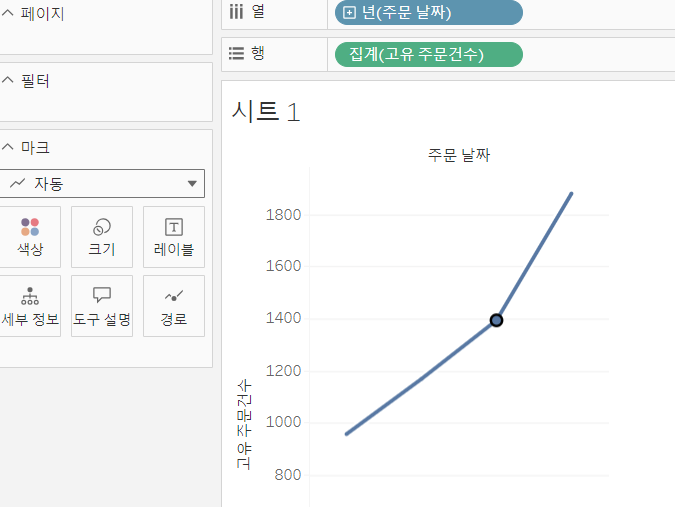 페이지
열
년(주문 날짜)
행
집계(고유 주문건수)
필터
마크
자동
색상
크기
레이블
세부 정보
도구 설명
경로
시트 1
주문 날짜
1800
1600
1400
1200
1000
800
고유 주문건수